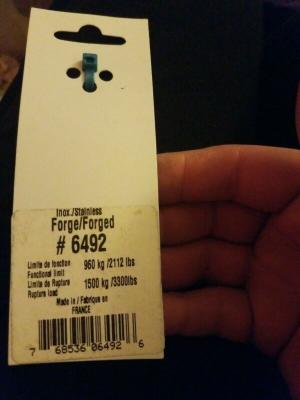 Inox./Stainless
Forge/Forged
# 6492
Limite de fonction 960 kg /2112 lbs
Functional limit
Limite de Rupture 1500 kg /3300lbs
Rupture load
Made in / Fabrique en
FRANCE
7 68536 06492 6